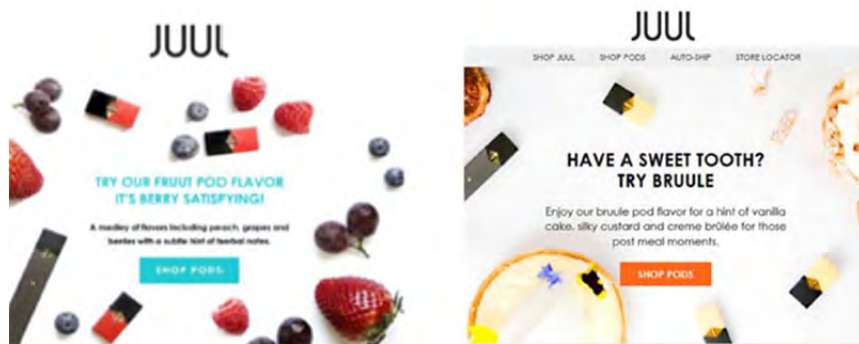 JUUL
TRY OUR FRUUT POD FLAVOR
IT'S BERRY SATISFYING!
A medley of flavors including peach, grapes and
berries with a subtle hint of herbal notes.
SHOP PODS
JUUL
SHOP JUUL SHOP PODS AUTO-SHIP STORE LOCATOR
HAVE A SWEET TOOTH?
TRY BRUULE
Enjoy our bruule pod flavor for a hint of vanilla
cake, silky custard and creme brûlée for those
post meal moments.
SHOP PODS